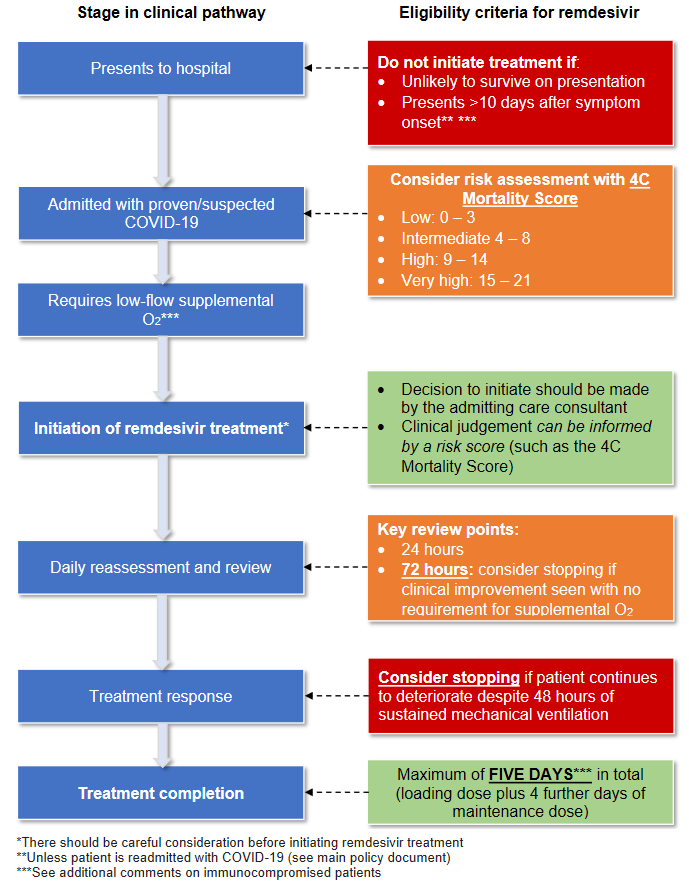 Stage in clinical pathway
Eligibility criteria for remdesivir
Presents to hospital
Do not initiate treatment if:
• Unlikely to survive on presentation
• Presents >10 days after symptom
onset** ***
Admitted with proven/suspected
COVID-19
Consider risk assessment with 4C
Mortality Score
• Low: 0 – 3
• Intermediate 4 – 8
• High: 9 – 14
• Very high: 15 – 21
Requires low-flow supplemental
O₂***
Initiation of remdesivir treatment*
• Decision to initiate should be made
by the admitting care consultant
• Clinical judgement can be informed
by a risk score (such as the 4C
Mortality Score)
Daily reassessment and review
Key review points:
• 24 hours
• 72 hours: consider stopping if
clinical improvement seen with no
requirement for supplemental O₂
Treatment response
Consider stopping if patient continues
to deteriorate despite 48 hours of
sustained mechanical ventilation
Treatment completion
Maximum of FIVE DAYS*** in total
(loading dose plus 4 further days of
maintenance dose)
*There should be careful consideration before initiating remdesivir treatment
**Unless patient is readmitted with COVID-19 (see main policy document)
***See additional comments on immunocompromised patients